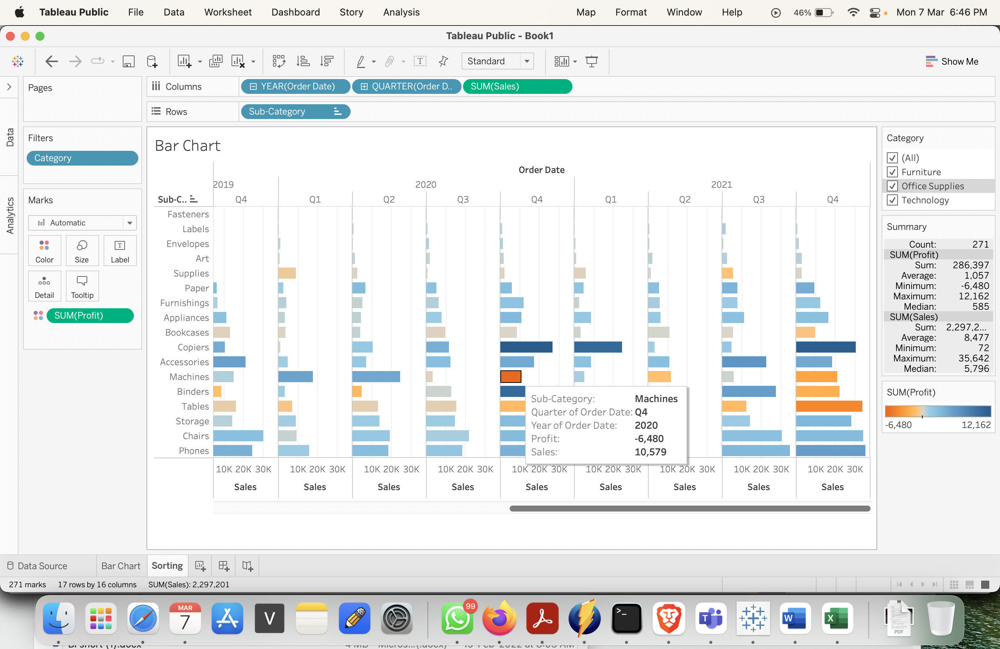 Tableau Public File Data Worksheet Dashboard Story Analysis Map Format Window Help 46% Mon 7 Mar 6:46 PM
Tableau Public - Book1
Standard
Show Me
Pages
Columns
YEAR(Order Date)
QUARTER(Order D..
SUM(Sales)
Rows
Sub-Category
Data
Analytics
Filters
Category
Marks
Automatic
Color Size Label
Detail Tooltip
SUM(Profit)
Bar Chart
Order Date
2019 2020 2021
Sub-C.. Q4 Q1 Q2 Q3 Q4 Q1 Q2 Q3 Q4
Fasteners
Labels
Envelopes
Art
Supplies
Paper
Furnishings
Appliances
Bookcases
Copiers
Accessories
Machines
Binders
Tables
Storage
Chairs
Phones
Sub-Category: Machines
Quarter of Order Date: Q4
Year of Order Date: 2020
Profit: -6,480
Sales: 10,579
10K 20K 30K 10K 20K 30K 10K 20K 30K 10K 20K 30K 10K 20K 30K 10K 20K 30K 10K 20K 30K 10K 20K 30K 10K 20K 30K
Sales Sales Sales Sales Sales Sales Sales Sales Sales
Category
(All)
Furniture
Office Supplies
Technology
Summary
Count: 271
SUM(Profit)
Sum: 286,397
Average: 1,057
Minimum: -6,480
Maximum: 12,162
Median: 585
SUM(Sales)
Sum: 2,297,2...
Average: 8,477
Minimum: 72
Maximum: 35,642
Median: 5,796
SUM(Profit)
-6,480 12,162
Data Source Bar Chart Sorting
271 marks 17 rows by 16 columns SUM(Sales): 2,297,201
MAR
7
V
99
>_
T
W
X
PDF